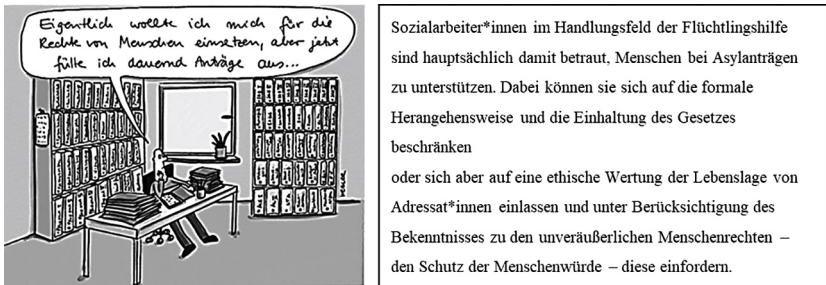 Eigentlich wollte ich mich für die
Rechte von Menschen einsetzen, aber jetzt
fülle ich dauernd Anträge aus...
Sozialarbeiter*innen im Handlungsfeld der Flüchtlingshilfe
sind hauptsächlich damit betraut, Menschen bei Asylanträgen
zu unterstützen. Dabei können sie sich auf die formale
Herangehensweise und die Einhaltung des Gesetzes
beschränken
oder sich aber auf eine ethische Wertung der Lebenslage von
Adressat*innen einlassen und unter Berücksichtigung des
Bekenntnisses zu den unveräußerlichen Menschenrechten –
den Schutz der Menschenwürde – diese einfordern.